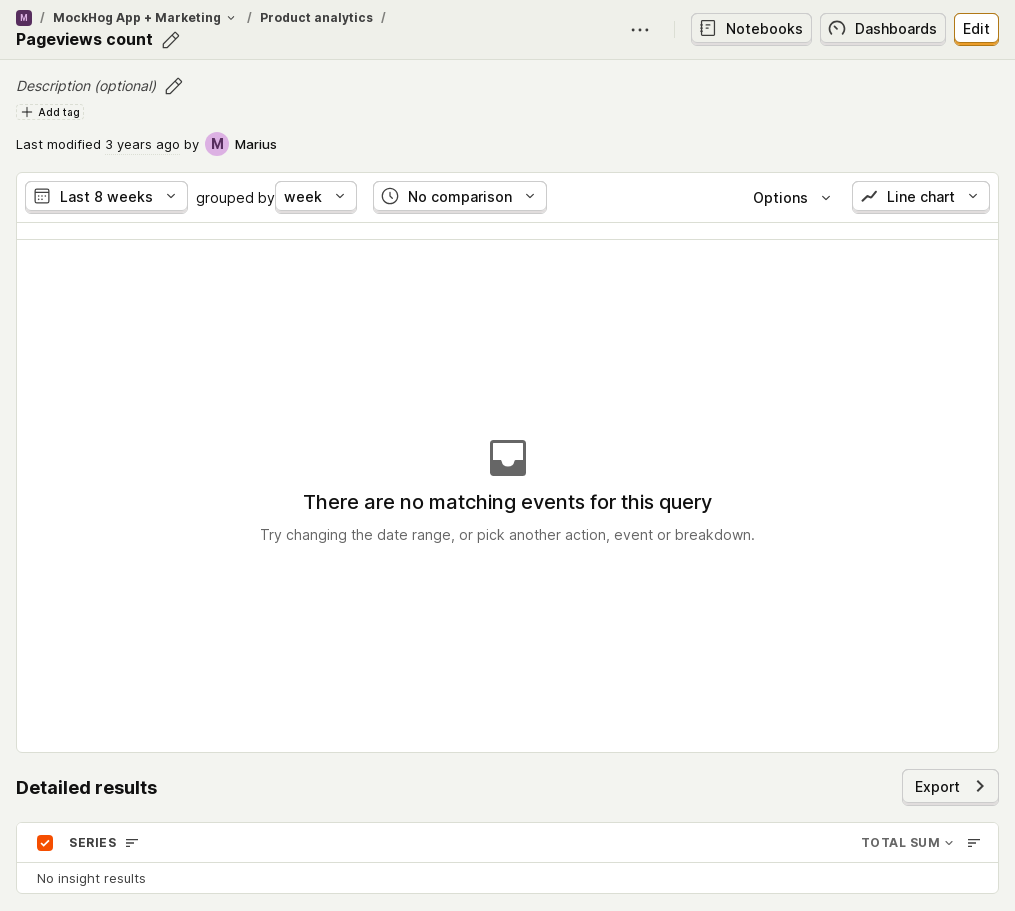 M / MockHog App + Marketing / Product analytics /
Pageviews count
Notebooks Dashboards Edit
Description (optional)
Add tag
Last modified 3 years ago by M Marius
Last 8 weeks grouped by week No comparison Options Line chart
There are no matching events for this query
Try changing the date range, or pick another action, event or breakdown.
Detailed results
Export
SERIES TOTAL SUM
No insight results